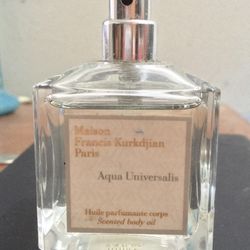 Maison
Francis Kurkdjian
Paris
Aqua Universalis
Huile parfumante corps
Scented body oil